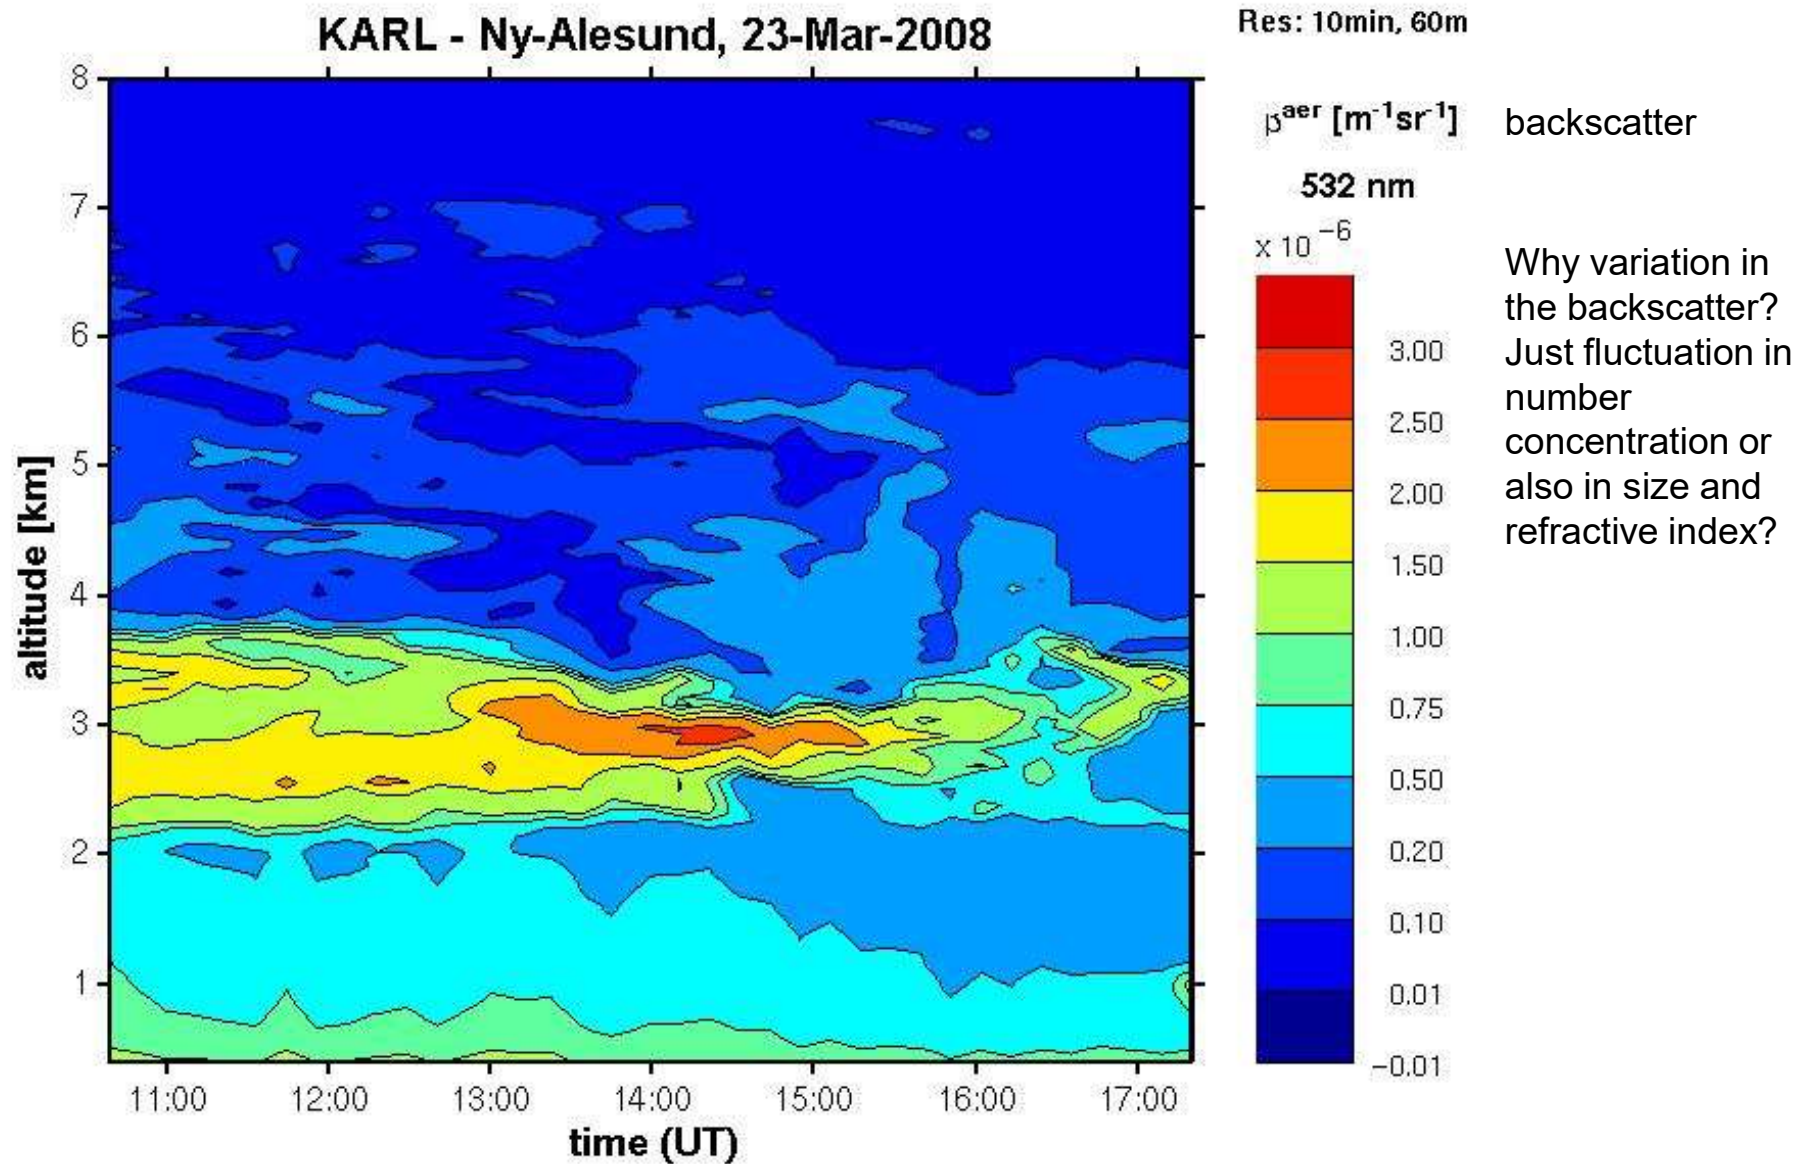 KARL - Ny-Alesund, 23-Mar-2008
Res: 10min, 60m
βaer [m-1sr-1]
backscatter
532 nm
x 10 −6
Why variation in
the backscatter?
Just fluctuation in
number
concentration or
also in size and
refractive index?
3.00
2.50
2.00
1.50
1.00
0.75
0.50
0.20
0.10
0.01
−0.01
altitude [km]
8
7
6
5
4
3
2
1
11:00 12:00 13:00 14:00 15:00 16:00 17:00
time (UT)